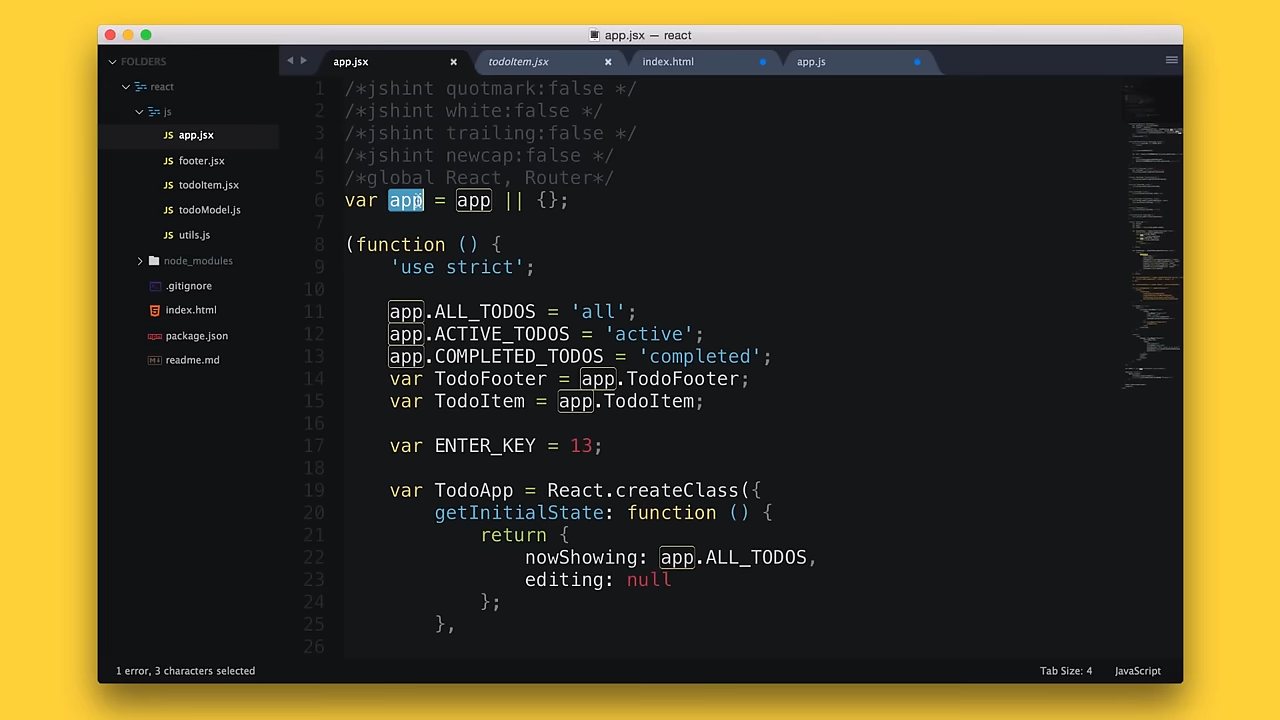 app.jsx — react
FOLDERS
react
js
JS app.jsx
JS footer.jsx
JS todoItem.jsx
JS todoModel.js
JS utils.js
node_modules
.gitignore
index.html
package.json
readme.md
app.jsx
todoItem.jsx
index.html
app.js
1 /*jshint quotmark:false */
2 /*jshint white:false */
3 /*jshint trailing:false */
4 /*jshint newcap:false */
5 /*global React, Router*/
6 var app = app || {};
7
8 (function () {
9 'use strict';
10
11 app.ALL_TODOS = 'all';
12 app.ACTIVE_TODOS = 'active';
13 app.COMPLETED_TODOS = 'completed';
14 var TodoFooter = app.TodoFooter;
15 var TodoItem = app.TodoItem;
16
17 var ENTER_KEY = 13;
18
19 var TodoApp = React.createClass({
20 getInitialState: function () {
21 return {
22 nowShowing: app.ALL_TODOS,
23 editing: null
24 };
25 },
26
1 error, 3 characters selected
Tab Size: 4
JavaScript